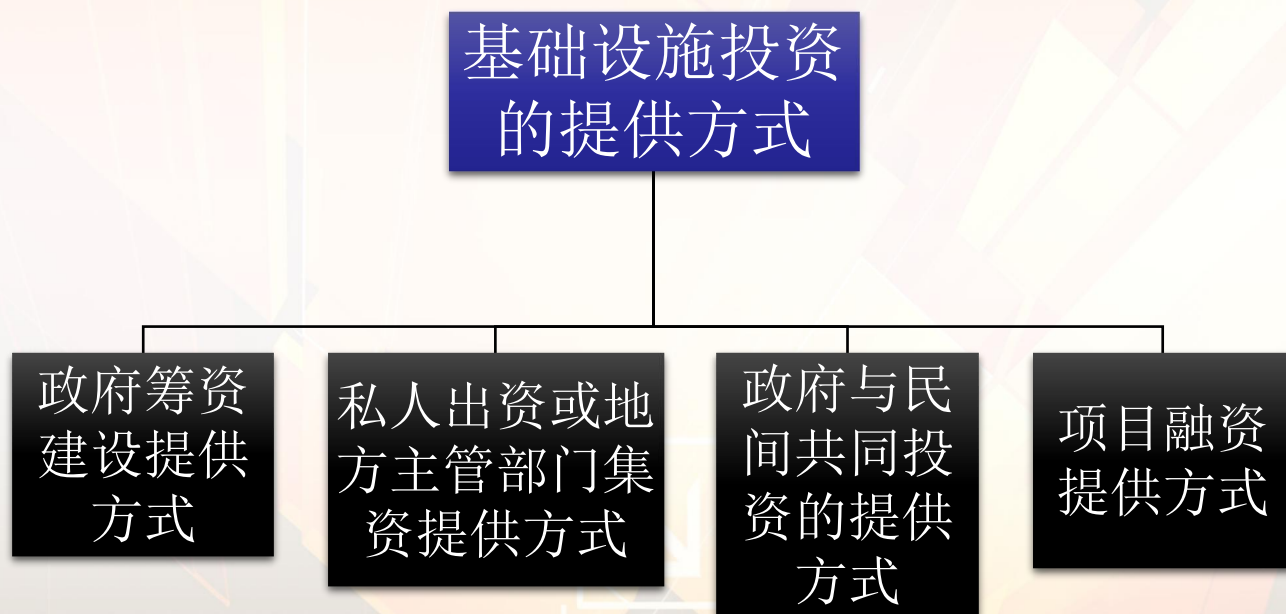 基础设施投资
的提供方式
政府筹资
建设提供
方式
私人出资或地
方主管部门集
资提供方式
政府与民
间共同投
资的提供
方式
项目融资
提供方式